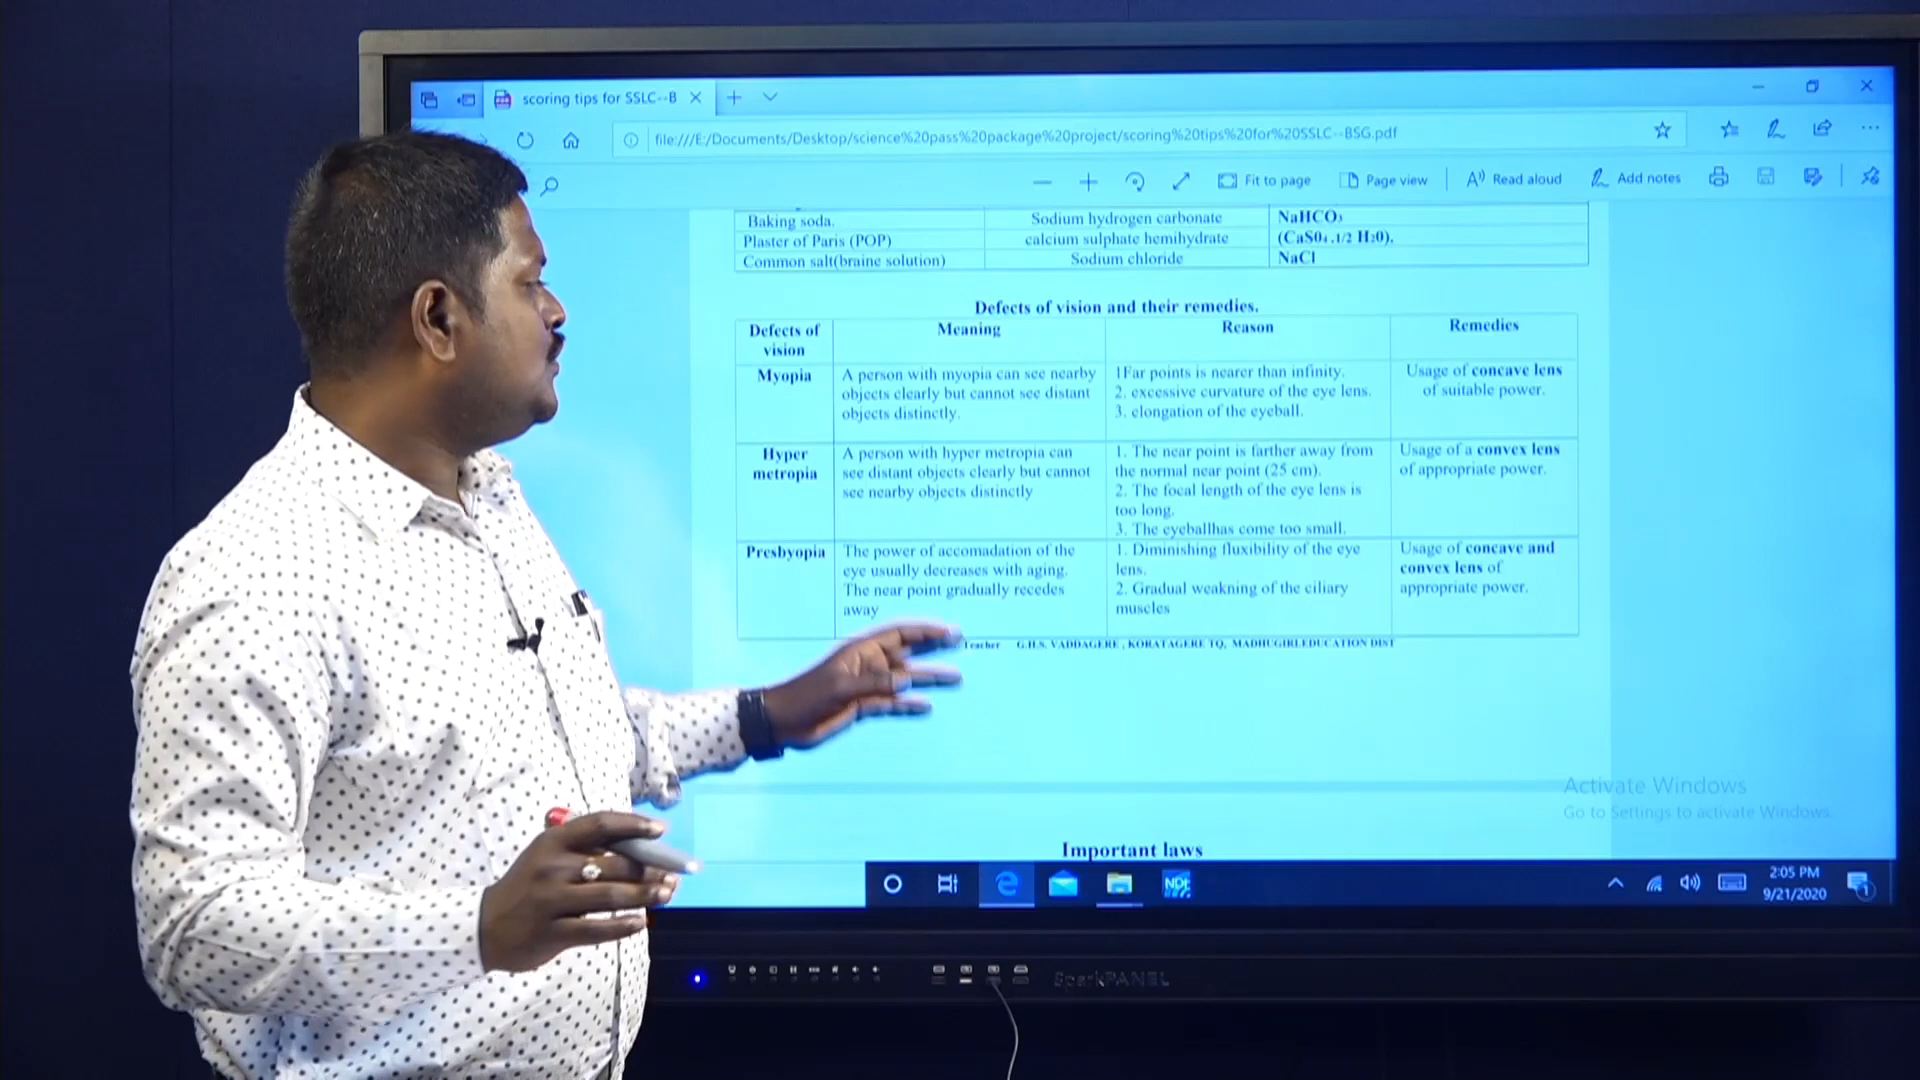 scoring tips for SSLC--B
file:///E:/Documents/Desktop/science%20pass%20package%20project/scoring%20tips%20for%20SSLC--BSG.pdf
Fit to page Page view Read aloud Add notes
Baking soda. Sodium hydrogen carbonate NaHCO3
Plaster of Paris (POP) calcium sulphate hemihydrate (CaS04 .1/2 H20).
Common salt(braine solution) Sodium chloride NaCl
Defects of vision and their remedies.
Defects of vision Meaning Reason Remedies
Myopia
A person with myopia can see nearby
objects clearly but cannot see distant
objects distinctly.
1Far points is nearer than infinity.
2. excessive curvature of the eye lens.
3. elongation of the eyeball.
Usage of concave lens
of suitable power.
Hyper
metropia
A person with hyper metropia can
see distant objects clearly but cannot
see nearby objects distinctly
1. The near point is farther away from
the normal near point (25 cm).
2. The focal length of the eye lens is
too long.
3. The eyeballhas come too small.
Usage of a convex lens
of appropriate power.
Presbyopia
The power of accomadation of the
eye usually decreases with aging.
The near point gradually recedes
away
1. Diminishing fluxibility of the eye
lens.
2. Gradual weakning of the ciliary
muscles
Usage of concave and
convex lens of
appropriate power.
Teacher G.H.S. VADDAGERE , KORATAGERE TQ, MADHUGIRI.EDUCATION DIST
Activate Windows
Go to Settings to activate Windows.
Important laws
2:05 PM
9/21/2020
SparkPANEL